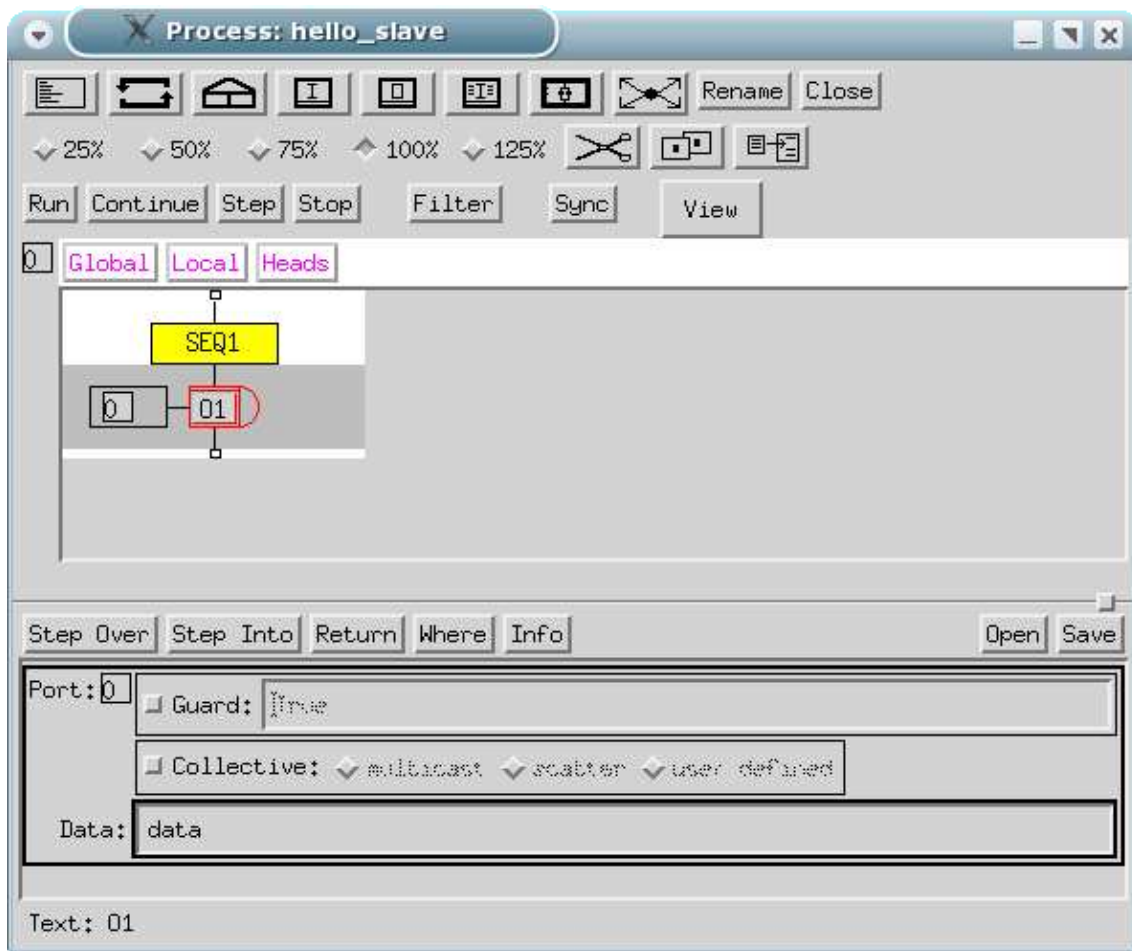 Process: hello_slave
Rename Close
25% 50% 75% 100% 125%
Run Continue Step Stop Filter Sync View
0 Global Local Heads
SEQ1
0 O1
Step Over Step Into Return Where Info Open Save
Port: 0 Guard: True
Collective: multicast scatter user defined
Data: data
Text: O1